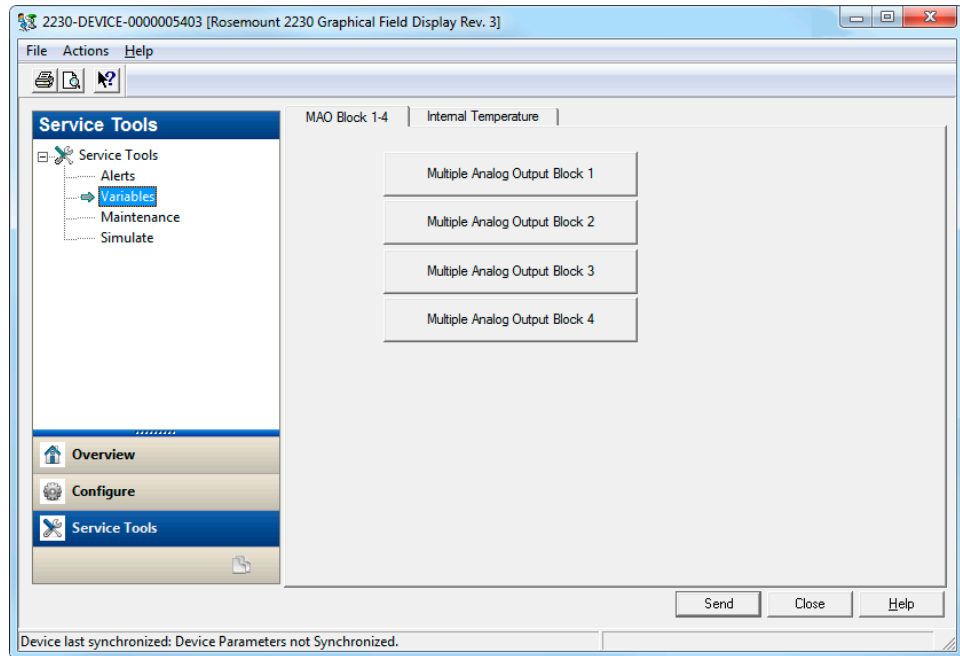 2230-DEVICE-0000005403 [Rosemount 2230 Graphical Field Display Rev. 3]
File Actions Help
Service Tools
Service Tools
Alerts
Variables
Maintenance
Simulate
Overview
Configure
Service Tools
MAO Block 1-4
Internal Temperature
Multiple Analog Output Block 1
Multiple Analog Output Block 2
Multiple Analog Output Block 3
Multiple Analog Output Block 4
Send
Close
Help
Device last synchronized: Device Parameters not Synchronized.